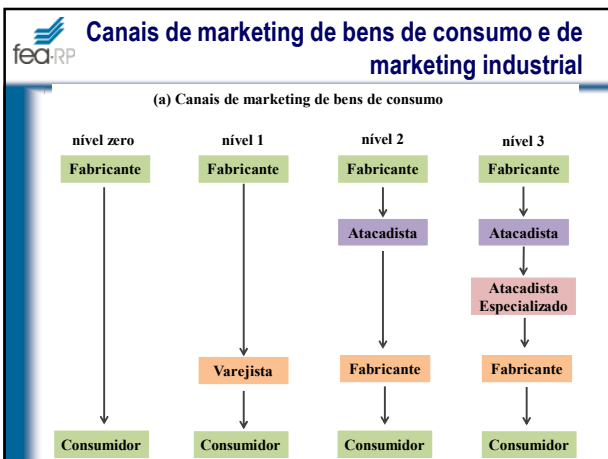 fea-RP
Canais de marketing de bens de consumo e de
marketing industrial
(a) Canais de marketing de bens de consumo
nível zero
nível 1
nível 2
nível 3
Fabricante
Fabricante
Fabricante
Fabricante
Atacadista
Atacadista
Atacadista
Especializado
Varejista
Fabricante
Fabricante
Consumidor
Consumidor
Consumidor
Consumidor